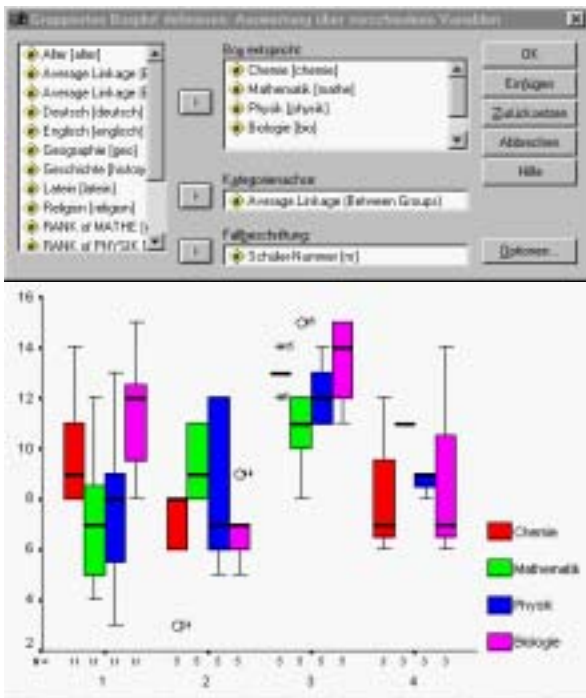 Gruppierten Boxplot definieren: Auswertung über verschiedene Variablen
Alter [alter]
Average Linkage (B
Average Linkage (B
Deutsch [deutsch]
Englisch [englisch]
Geographie [geo]
Geschichte [history
Latein [latein]
Religion [religion]
RANK of MATHE
RANK of PHYSIK
Box entspricht:
Chemie [chemie]
Mathematik [mathe]
Physik [physik]
Biologie [bio]
Kategorienachse:
Average Linkage (Between Groups)
Fallbeschriftung:
Schüler-Nummer [nr]
OK
Einfügen
Zurücksetzen
Abbrechen
Hilfe
Optionen...
16
14
12
10
8
6
4
2
Chemie
Mathematik
Physik
Biologie
N =
1 2 3 4